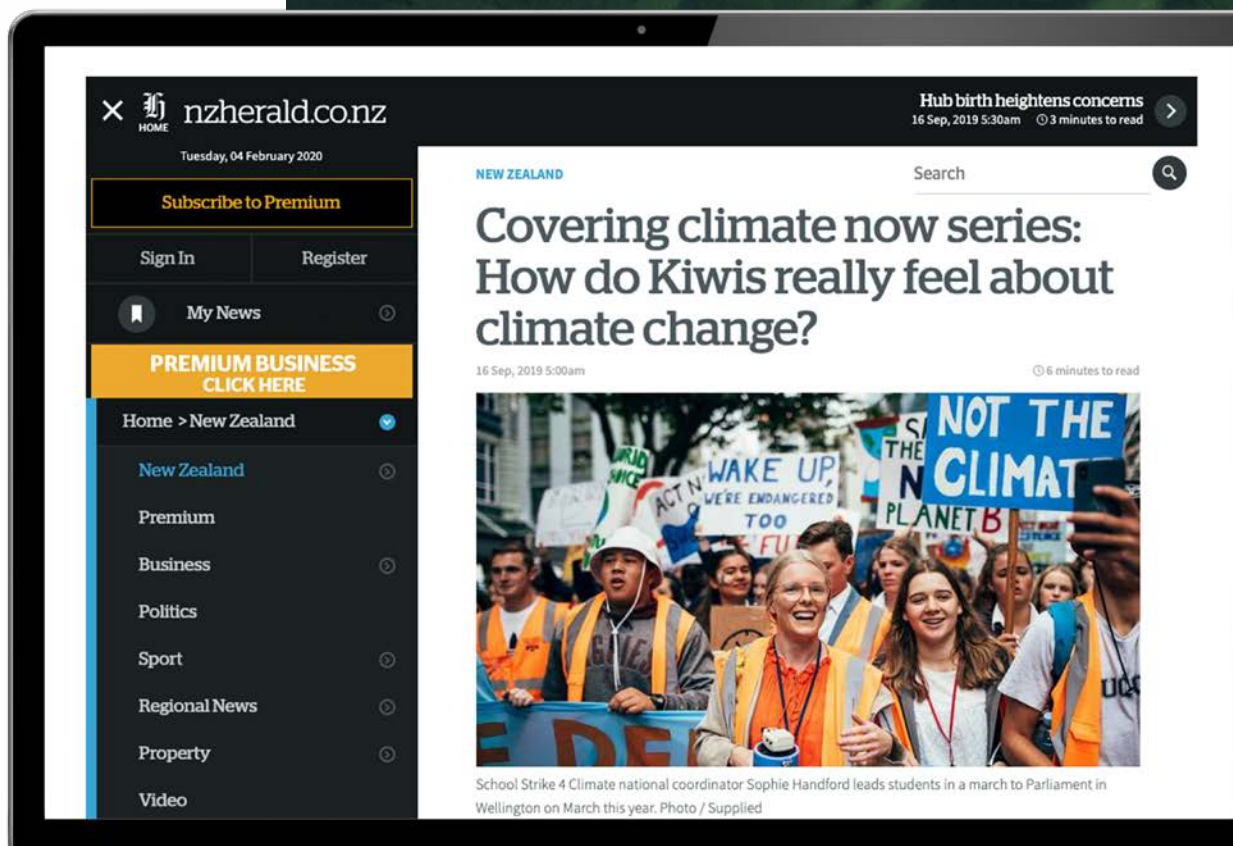 HOME
nzherald.co.nz
Hub birth heightens concerns
16 Sep, 2019 5:30am 3 minutes to read
Tuesday, 04 February 2020
Subscribe to Premium
Sign In Register
My News
PREMIUM BUSINESS
CLICK HERE
Home > New Zealand
New Zealand
Premium
Business
Politics
Sport
Regional News
Property
Video
NEW ZEALAND
Search
Covering climate now series:
How do Kiwis really feel about
climate change?
16 Sep, 2019 5:00am 6 minutes to read
ACT N
WAKE UP,
WE'RE ENDANGERED
TOO
THE
N
PLANET B
NOT THE
CLIMAT
E DE
School Strike 4 Climate national coordinator Sophie Handford leads students in a march to Parliament in
Wellington on March this year. Photo / Supplied